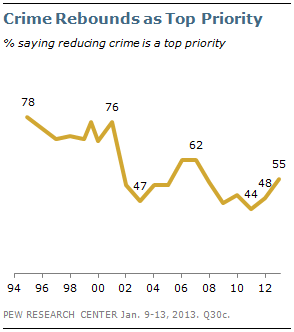 Crime Rebounds as Top Priority
% saying reducing crime is a top priority
78
76
47
62
44
48
55
94 96 98 00 02 04 06 08 10 12
PEW RESEARCH CENTER Jan. 9-13, 2013. Q30c.